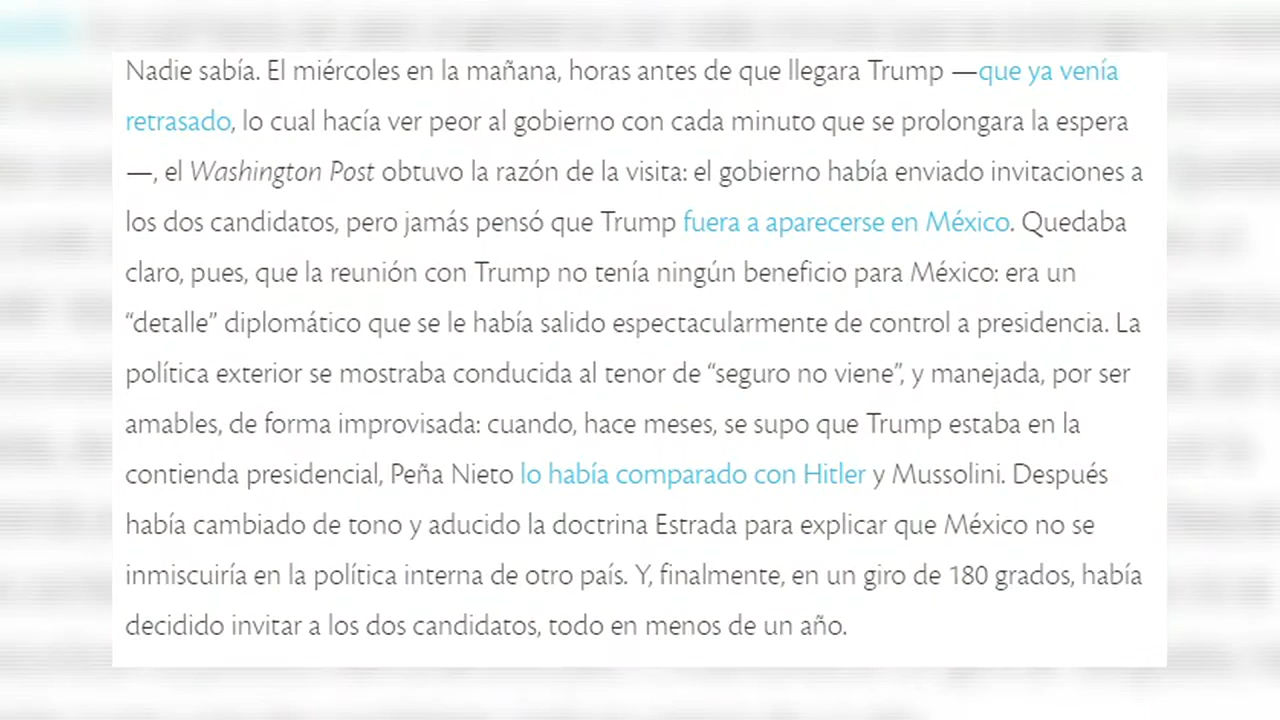 Nadie sabía. El miércoles en la mañana, horas antes de que llegara Trump —que ya venía
retrasado, lo cual hacía ver peor al gobierno con cada minuto que se prolongara la espera
—, el Washington Post obtuvo la razón de la visita: el gobierno había enviado invitaciones a
los dos candidatos, pero jamás pensó que Trump fuera a aparecerse en México. Quedaba
claro, pues, que la reunión con Trump no tenía ningún beneficio para México: era un
“detalle” diplomático que se le había salido espectacularmente de control a presidencia. La
política exterior se mostraba conducida al tenor de “seguro no viene”, y manejada, por ser
amables, de forma improvisada: cuando, hace meses, se supo que Trump estaba en la
contienda presidencial, Peña Nieto lo había comparado con Hitler y Mussolini. Después
había cambiado de tono y aducido la doctrina Estrada para explicar que México no se
inmiscuiría en la política interna de otro país. Y, finalmente, en un giro de 180 grados, había
decidido invitar a los dos candidatos, todo en menos de un año.